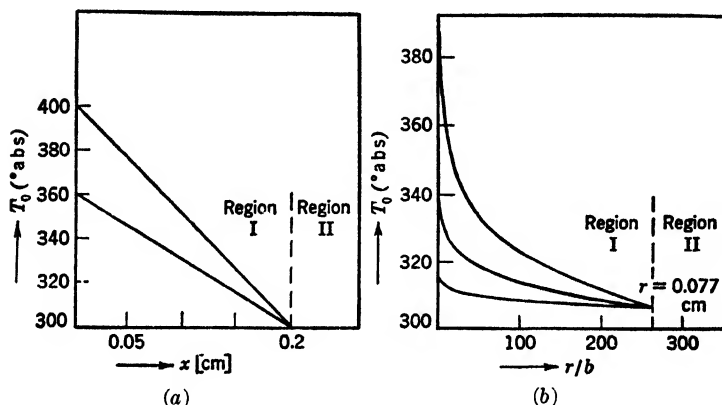 400
380
360
340
320
300
T₀ (°abs)
Region
I
Region
II
0.05
0.2
x [cm]
(a)
380
360
340
320
300
T₀ (°abs)
Region
I
Region
II
r = 0.077
cm
100
200
300
r/b
(b)